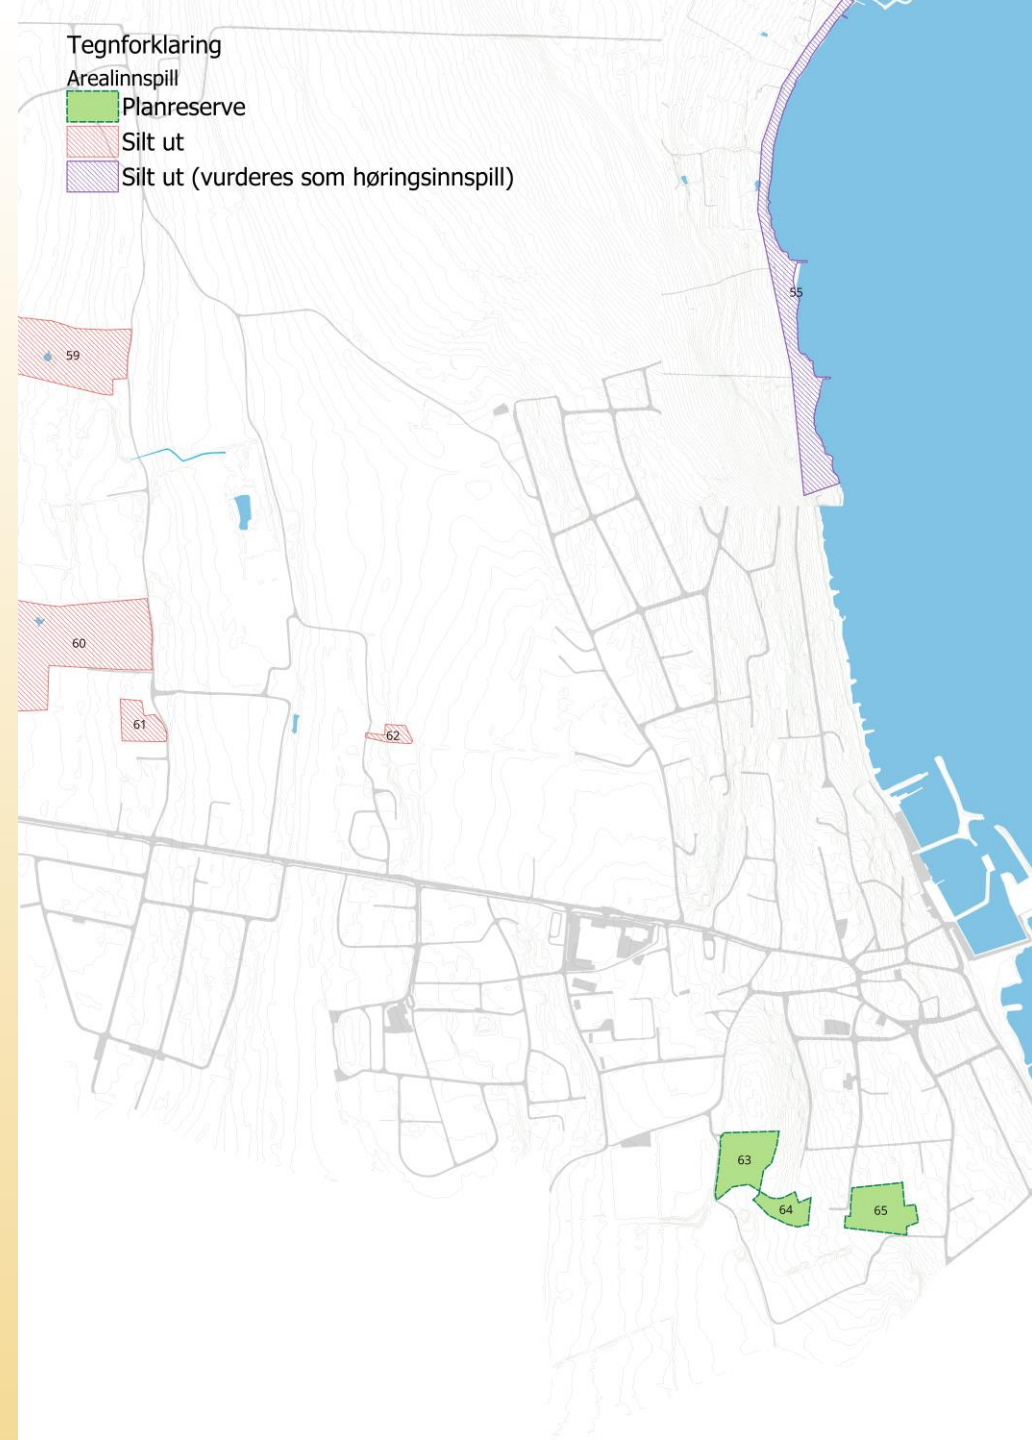 Tegnforklaring
Arealinnspill
Planreserve
Silt ut
Silt ut (vurderes som høringsinnspill)
55
59
60
61
62
63
64
65